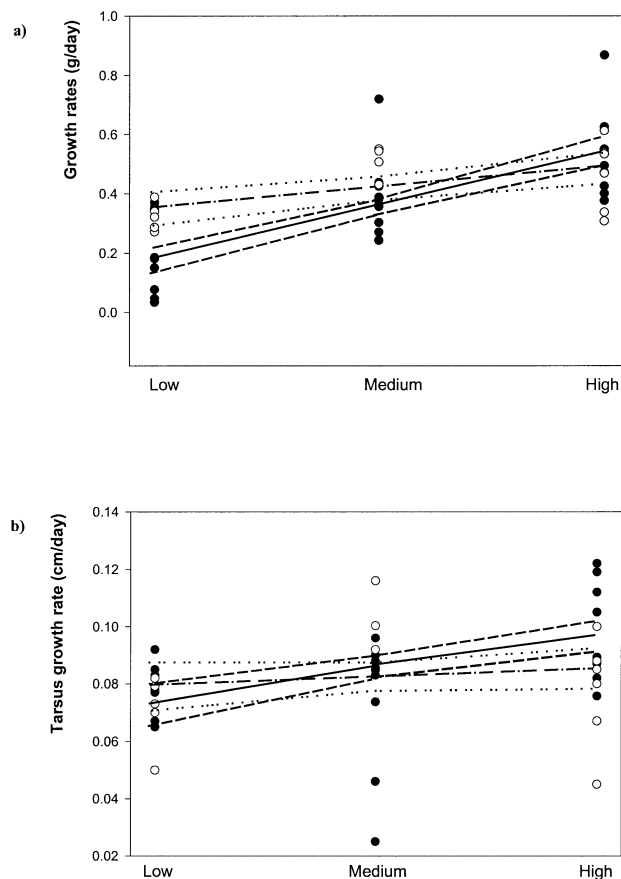 a)
Growth rates (g/day)
1.0
0.8
0.6
0.4
0.2
0.0
Low Medium High
b)
Tarsus growth rate (cm/day)
0.14
0.12
0.10
0.08
0.06
0.04
0.02
Low Medium High